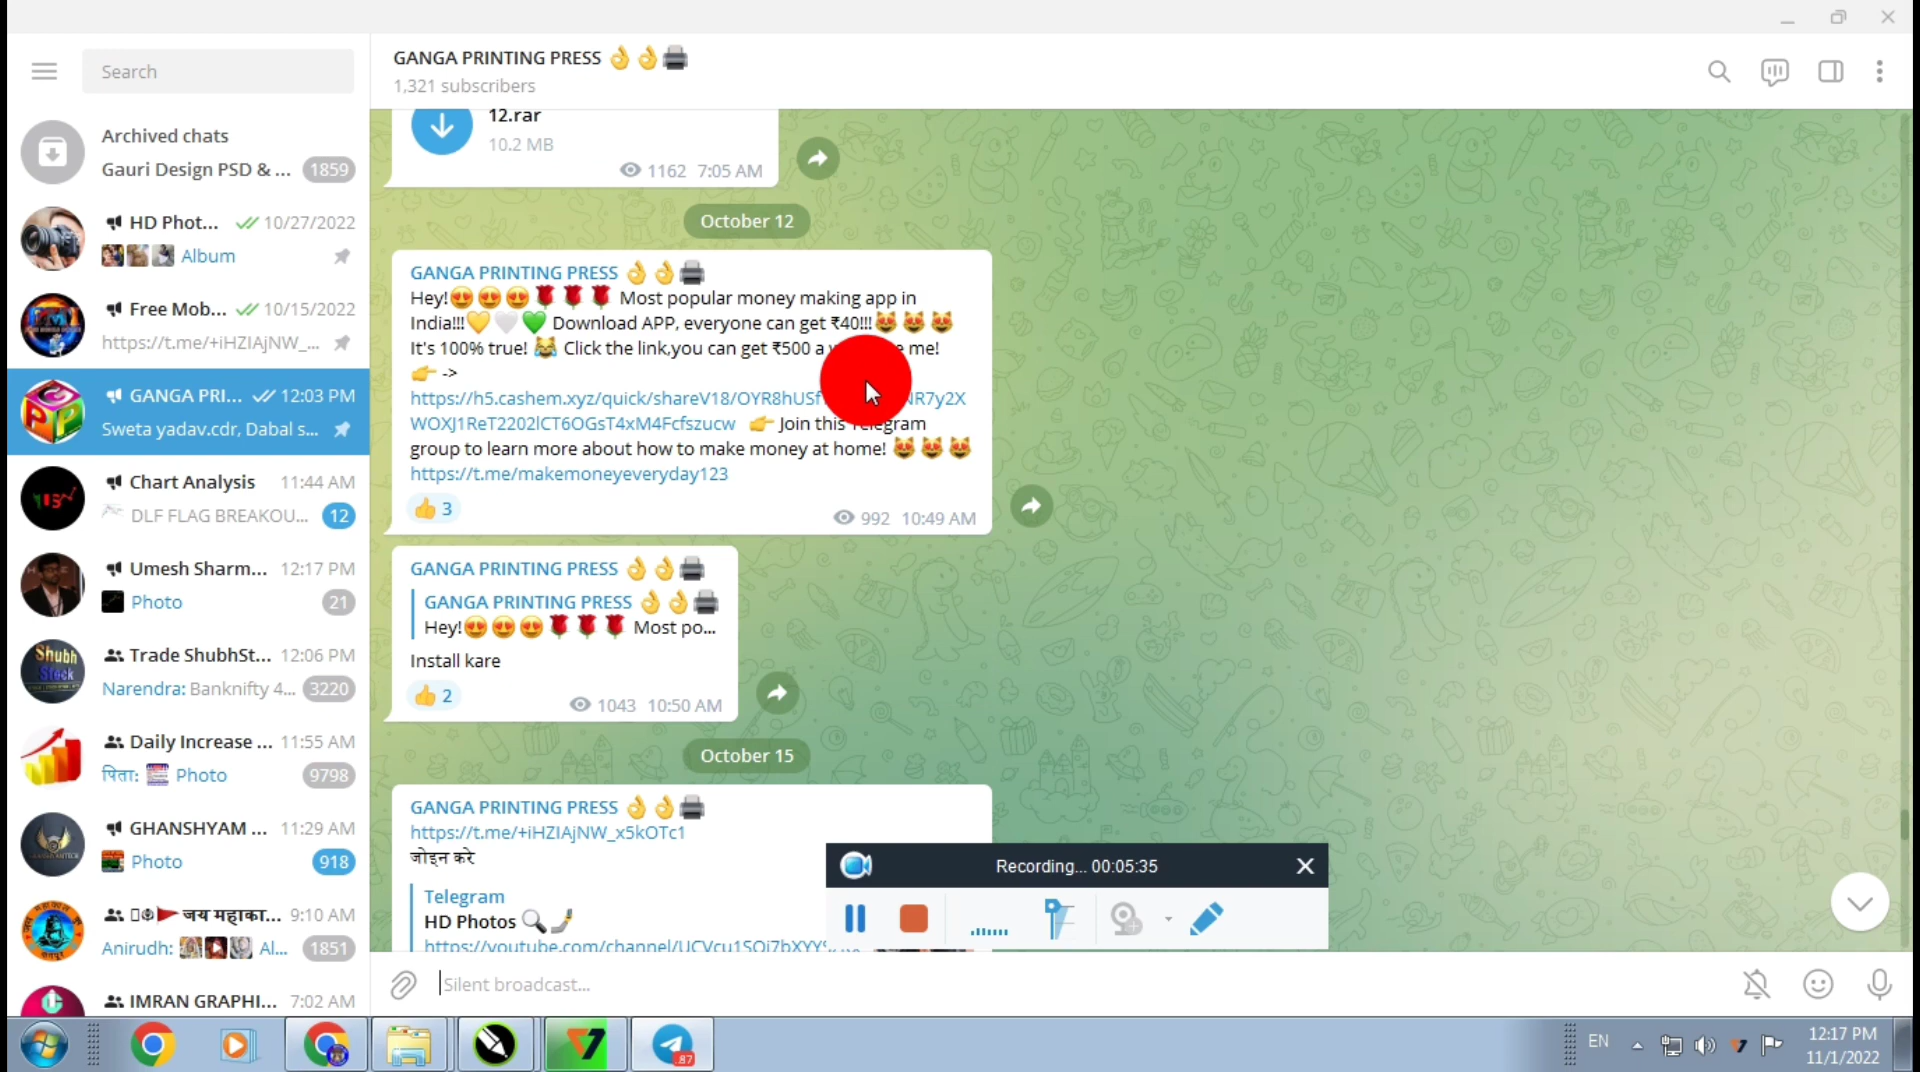 Search
GANGA PRINTING PRESS 👌👌🖨
1,321 subscribers
Archived chats
Gauri Design PSD & ... 1859
HD Phot... 10/27/2022
Album
Free Mob... 10/15/2022
https://t.me/+iHZIAjNW_...
GANGA PRI... 12:03 PM
Sweta yadav.cdr, Dabal s...
Chart Analysis 11:44 AM
DLF FLAG BREAKOU... 12
Umesh Sharm... 12:17 PM
Photo 21
Trade ShubhSt... 12:06 PM
Narendra: Banknifty 4... 3220
Shubh
Stock
Daily Increase ... 11:55 AM
पिता: Photo 9798
GHANSHYAM ... 11:29 AM
Photo 918
जय महाका... 9:10 AM
Anirudh: Al... 1851
IMRAN GRAPHI... 7:02 AM
12.rar
10.2 MB
1162 7:05 AM
October 12
GANGA PRINTING PRESS 👌👌🖨
Hey!😍😍😍🌹🌹🌹 Most popular money making app in
India!!!💛🤍💚 Download APP, everyone can get ₹40!!!😻😻😻
It's 100% true! 😹 Click the link,you can get ₹500 a me!
👉 ->
https://h5.cashem.xyz/quick/shareV18/OYR8hUSf R7y2X
WOXJ1ReT2202lCT6OGsT4xM4Fcfszucw 👉 Join this Telegram
group to learn more about how to make money at home! 😻😻😻
https://t.me/makemoneyeveryday123
👍 3
992 10:49 AM
GANGA PRINTING PRESS 👌👌🖨
GANGA PRINTING PRESS 👌👌🖨
Hey!😍😍😍🌹🌹🌹 Most po...
Install kare
👍 2
1043 10:50 AM
October 15
GANGA PRINTING PRESS 👌👌🖨
https://t.me/+iHZIAjNW_x5kOTc1
जोइन करे
Telegram
HD Photos 🔍🖌
Recording... 00:05:35
Silent broadcast...
87
EN
12:17 PM
11/1/2022